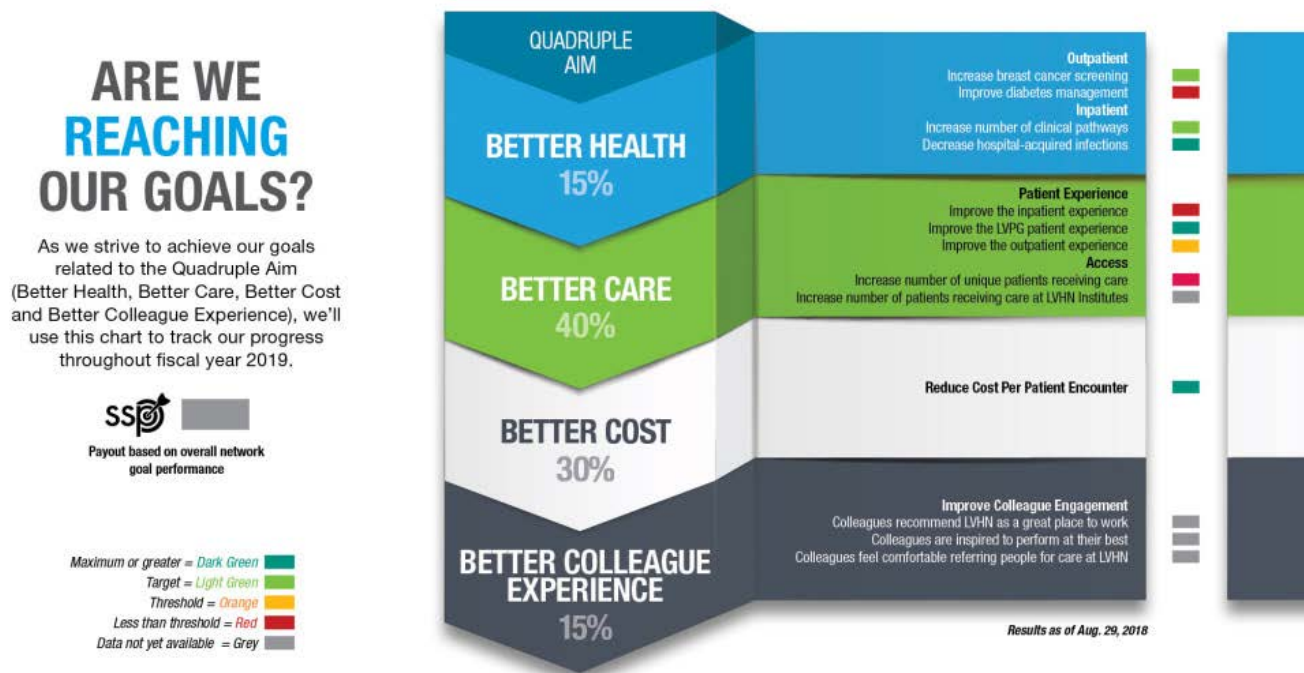 ARE WE
REACHING
OUR GOALS?
As we strive to achieve our goals
related to the Quadruple Aim
(Better Health, Better Care, Better Cost
and Better Colleague Experience), we'll
use this chart to track our progress
throughout fiscal year 2019.
ssp
Payout based on overall network
goal performance
Maximum or greater = Dark Green
Target = Light Green
Threshold = Orange
Less than threshold = Red
Data not yet available = Grey
QUADRUPLE
AIM
BETTER HEALTH
15%
Outpatient
Increase breast cancer screening
Improve diabetes management
Inpatient
Increase number of clinical pathways
Decrease hospital-acquired infections
BETTER CARE
40%
Patient Experience
Improve the inpatient experience
Improve the LVPG patient experience
Improve the outpatient experience
Access
Increase number of unique patients receiving care
Increase number of patients receiving care at LVHN Institutes
BETTER COST
30%
Reduce Cost Per Patient Encounter
BETTER COLLEAGUE
EXPERIENCE
15%
Improve Colleague Engagement
Colleagues recommend LVHN as a great place to work
Colleagues are inspired to perform at their best
Colleagues feel comfortable referring people for care at LVHN
Results as of Aug. 29, 2018